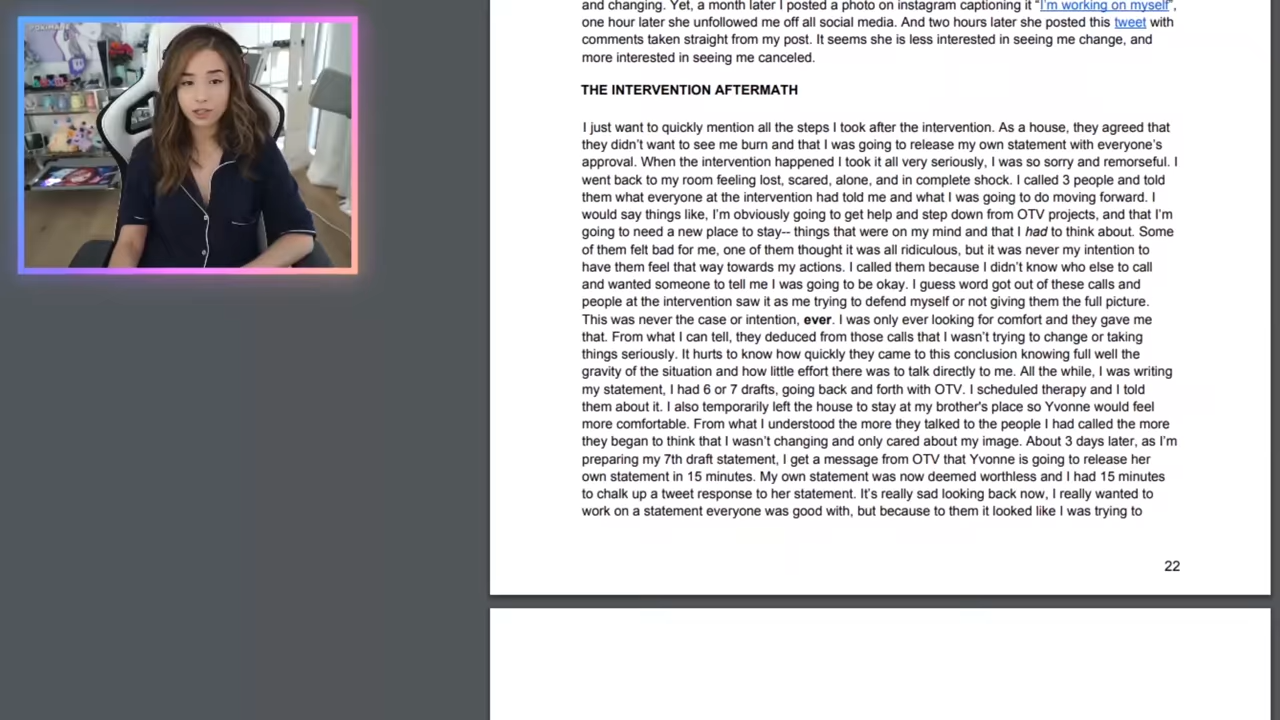 and changing. Yet, a month later I posted a photo on instagram captioning it “I’m working on myself”,
one hour later she unfollowed me off all social media. And two hours later she posted this tweet with
comments taken straight from my post. It seems she is less interested in seeing me change, and
more interested in seeing me canceled.
THE INTERVENTION AFTERMATH
I just want to quickly mention all the steps I took after the intervention. As a house, they agreed that
they didn’t want to see me burn and that I was going to release my own statement with everyone’s
approval. When the intervention happened I took it all very seriously, I was so sorry and remorseful. I
went back to my room feeling lost, scared, alone, and in complete shock. I called 3 people and told
them what everyone at the intervention had told me and what I was going to do moving forward. I
would say things like, I’m obviously going to get help and step down from OTV projects, and that I’m
going to need a new place to stay-- things that were on my mind and that I had to think about. Some
of them felt bad for me, one of them thought it was all ridiculous, but it was never my intention to
have them feel that way towards my actions. I called them because I didn’t know who else to call
and wanted someone to tell me I was going to be okay. I guess word got out of these calls and
people at the intervention saw it as me trying to defend myself or not giving them the full picture.
This was never the case or intention, ever. I was only ever looking for comfort and they gave me
that. From what I can tell, they deduced from those calls that I wasn’t trying to change or taking
things seriously. It hurts to know how quickly they came to this conclusion knowing full well the
gravity of the situation and how little effort there was to talk directly to me. All the while, I was writing
my statement, I had 6 or 7 drafts, going back and forth with OTV. I scheduled therapy and I told
them about it. I also temporarily left the house to stay at my brother's place so Yvonne would feel
more comfortable. From what I understood the more they talked to the people I had called the more
they began to think that I wasn’t changing and only cared about my image. About 3 days later, as I’m
preparing my 7th draft statement, I get a message from OTV that Yvonne is going to release her
own statement in 15 minutes. My own statement was now deemed worthless and I had 15 minutes
to chalk up a tweet response to her statement. It’s really sad looking back now, I really wanted to
work on a statement everyone was good with, but because to them it looked like I was trying to
22